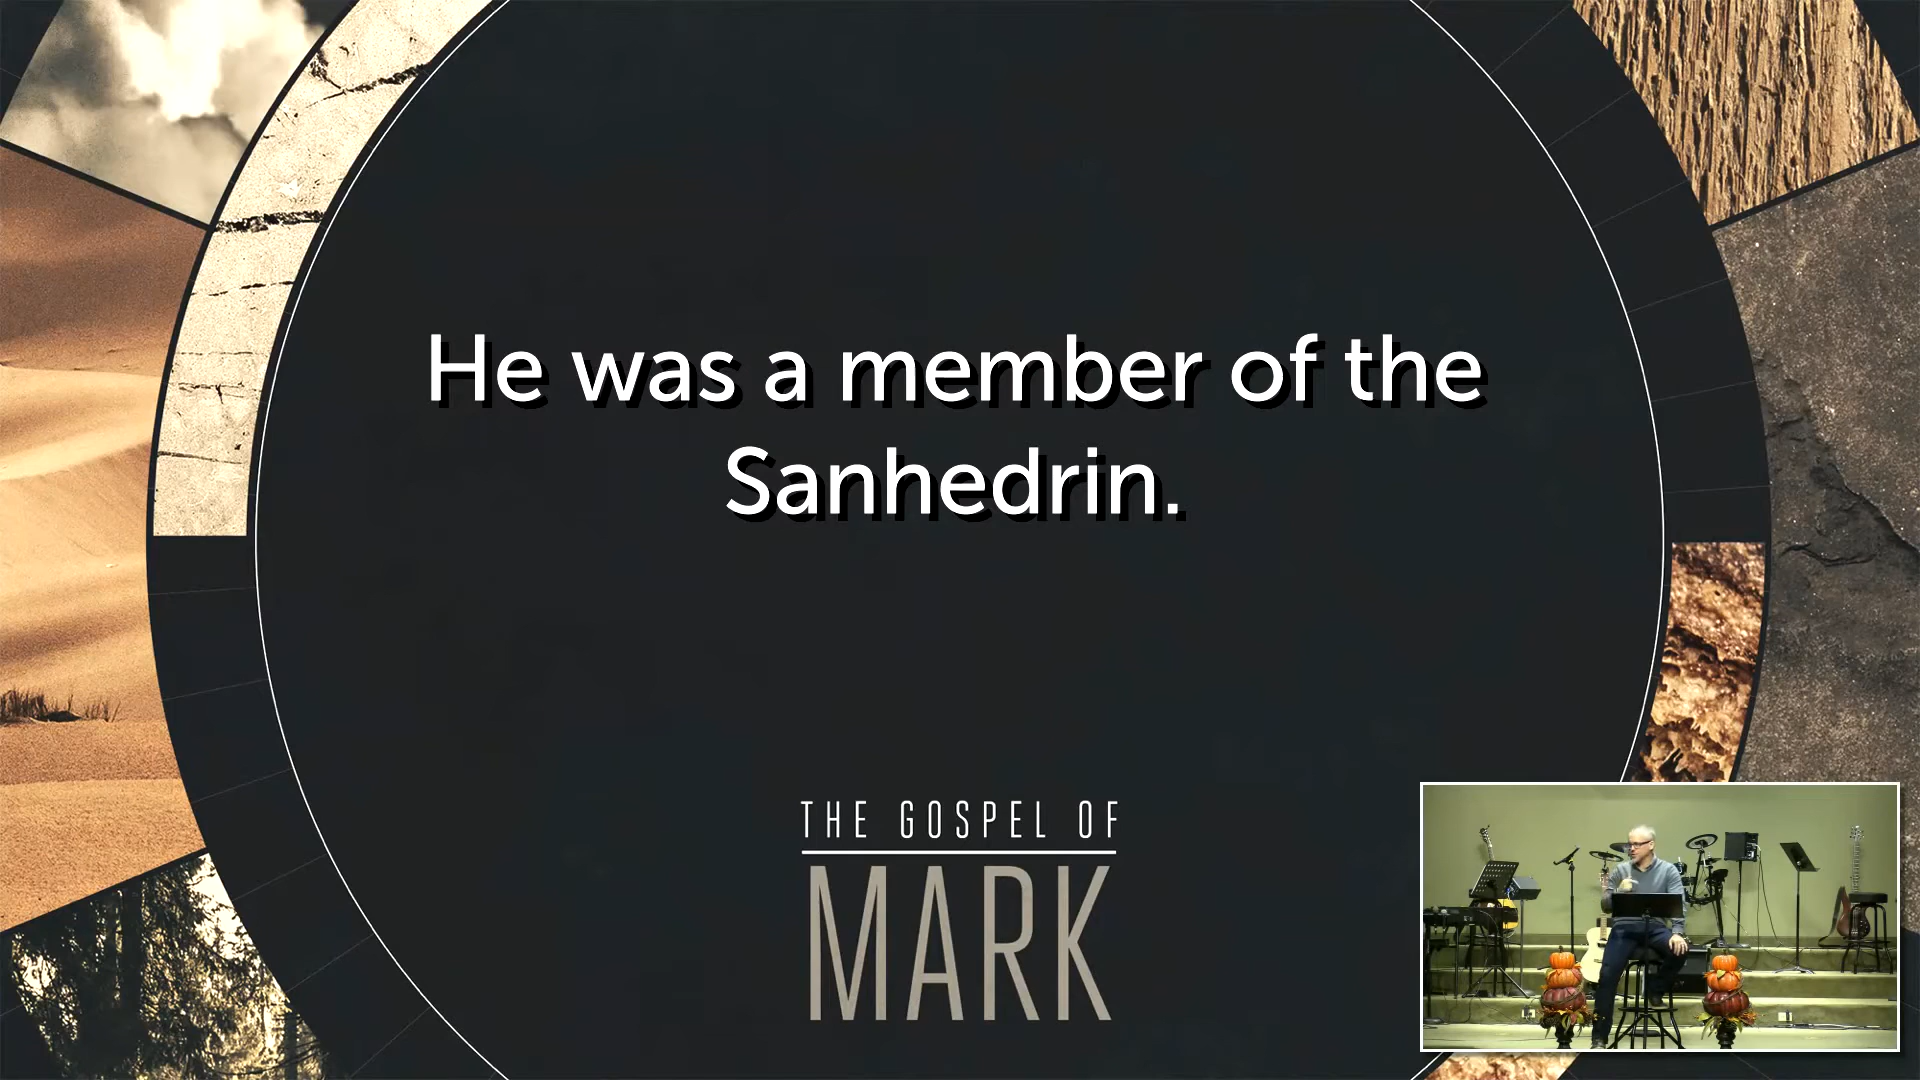 He was a member of the
Sanhedrin.
THE GOSPEL OF
MARK